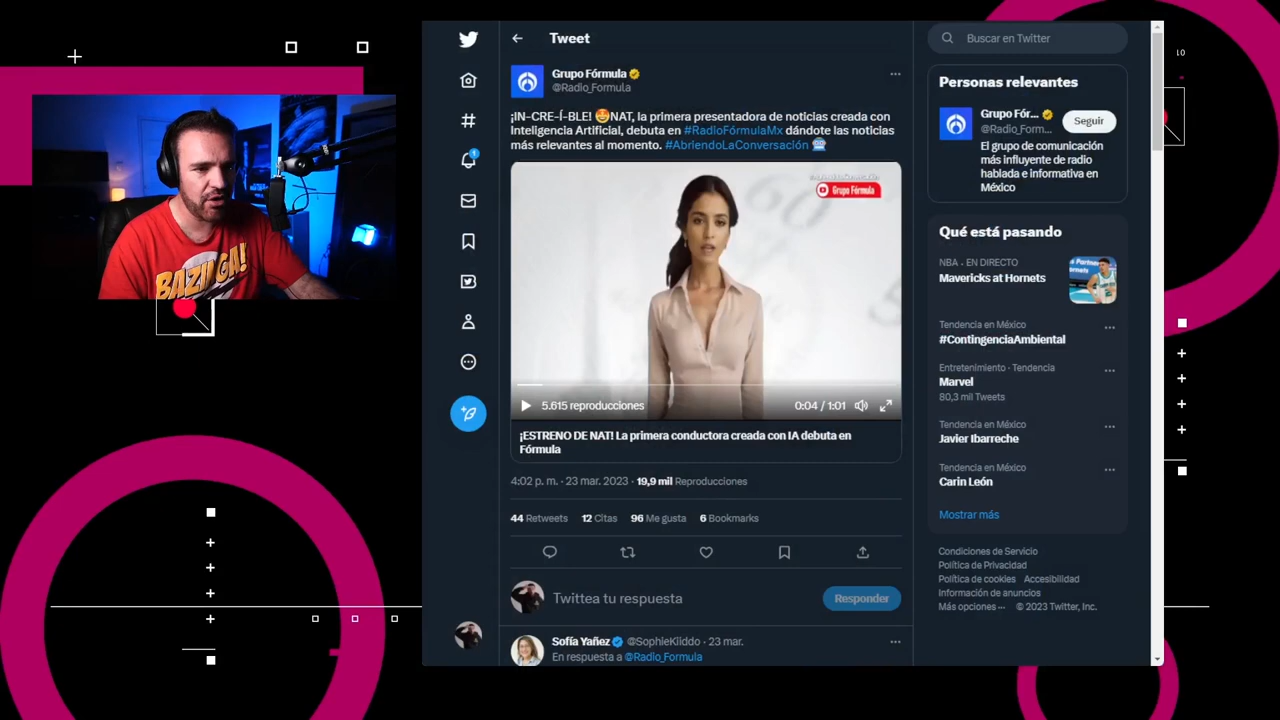 Tweet
Grupo Fórmula
@Radio_Formula
¡IN-CRE-Í-BLE! 🤩NAT, la primera presentadora de noticias creada con
Inteligencia Artificial, debuta en #RadioFórmulaMx dándote las noticias
más relevantes al momento. #AbriendoLaConversación 🤖
Grupo Fórmula
5.615 reproducciones
0:04 / 1:01
¡ESTRENO DE NAT! La primera conductora creada con IA debuta en
Fórmula
4:02 p. m. · 23 mar. 2023 · 19,9 mil Reproducciones
44 Retweets 12 Citas 96 Me gusta 6 Bookmarks
Twittea tu respuesta
Responder
Sofía Yañez @SophieKliddo · 23 mar.
En respuesta a @Radio_Formula
Buscar en Twitter
Personas relevantes
Grupo Fór...
@Radio_Form...
Seguir
El grupo de comunicación
más influyente de radio
hablada e informativa en
México
Qué está pasando
NBA · EN DIRECTO
Mavericks at Hornets
Tendencia en México
#ContingenciaAmbiental
Entretenimiento · Tendencia
Marvel
80,3 mil Tweets
Tendencia en México
Javier Ibarreche
Tendencia en México
Carin León
Mostrar más
Condiciones de Servicio
Política de Privacidad
Política de cookies Accesibilidad
Información de anuncios
Más opciones ··· © 2023 Twitter, Inc.
BAZINGA!
10
1